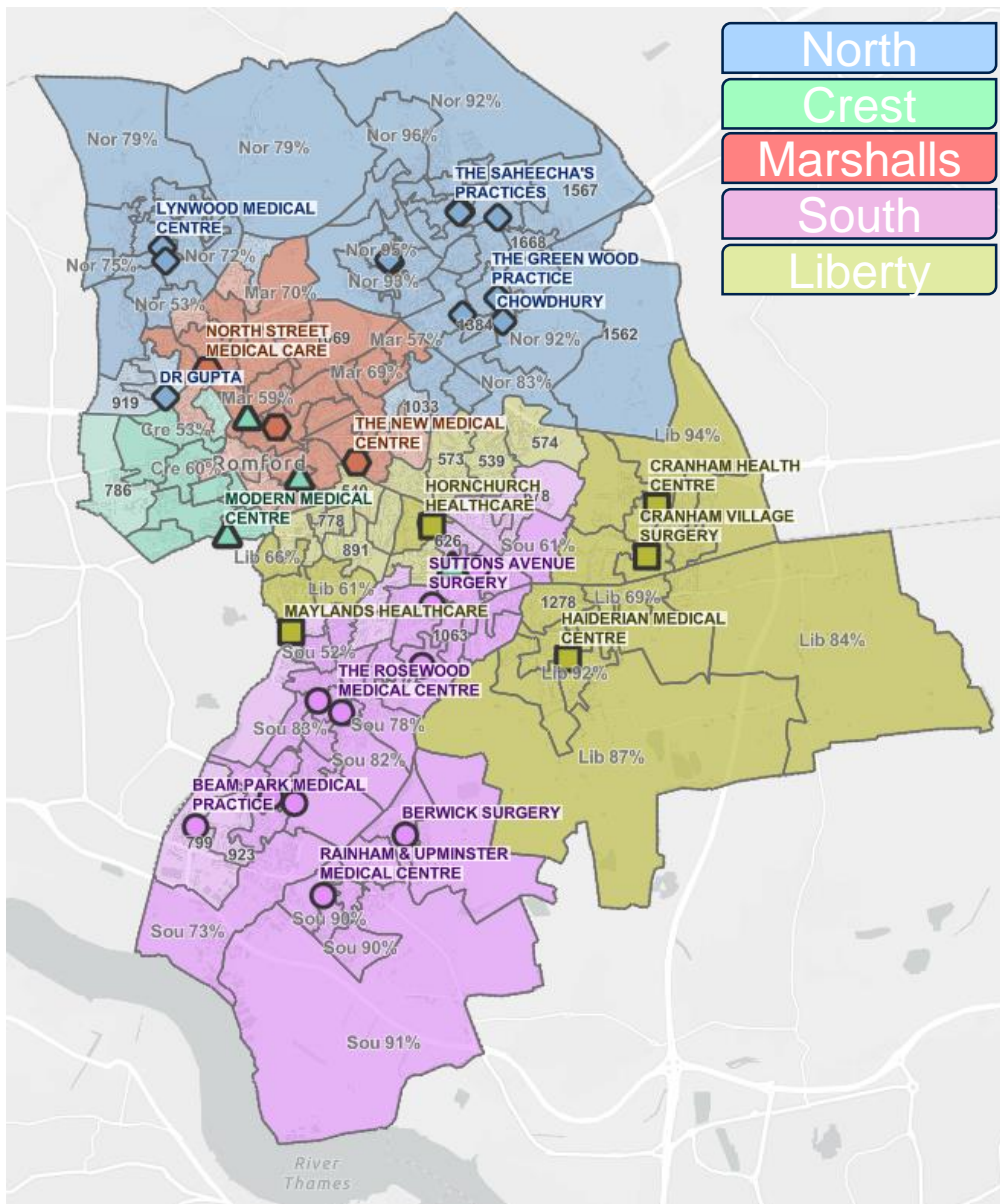 North
Crest
Marshalls
South
Liberty
Nor 92%
Nor 79%
Nor 79%
Nor 96%
THE SAHEECHA'S
PRACTICES
1567
LYNWOOD MEDICAL
CENTRE
1668
Nor 95%
Nor 72%
Nor 75%
THE GREEN WOOD
PRACTICE
Nor 93%
Mar 70%
Nor 53%
CHOWDHURY
1384
1562
NORTH STREET
MEDICAL CARE
Mar 57%
Nor 92%
Mar 69%
DR GUPTA
Nor 83%
919
Mar 59%
1033
THE NEW MEDICAL
CENTRE
Cre 53%
Lib 94%
574
573
539
Cre 60%
Romford
CRANHAM HEALTH
CENTRE
786
MODERN MEDICAL
CENTRE
HORNCHURCH
HEALTHCARE
CRANHAM VILLAGE
SURGERY
778
626
Sou 61%
891
Lib 66%
SUTTONS AVENUE
SURGERY
Lib 61%
1278
Lib 69%
MAYLANDS HEALTHCARE
HAIDERIAN MEDICAL
CENTRE
1063
Lib 84%
Sou 52%
THE ROSEWOOD
MEDICAL CENTRE
Lib 92%
Sou 83%
Sou 78%
Sou 82%
Lib 87%
BEAM PARK MEDICAL
PRACTICE
BERWICK SURGERY
799
923
RAINHAM & UPMINSTER
MEDICAL CENTRE
Sou 90%
Sou 73%
Sou 90%
Sou 91%
River
Thames